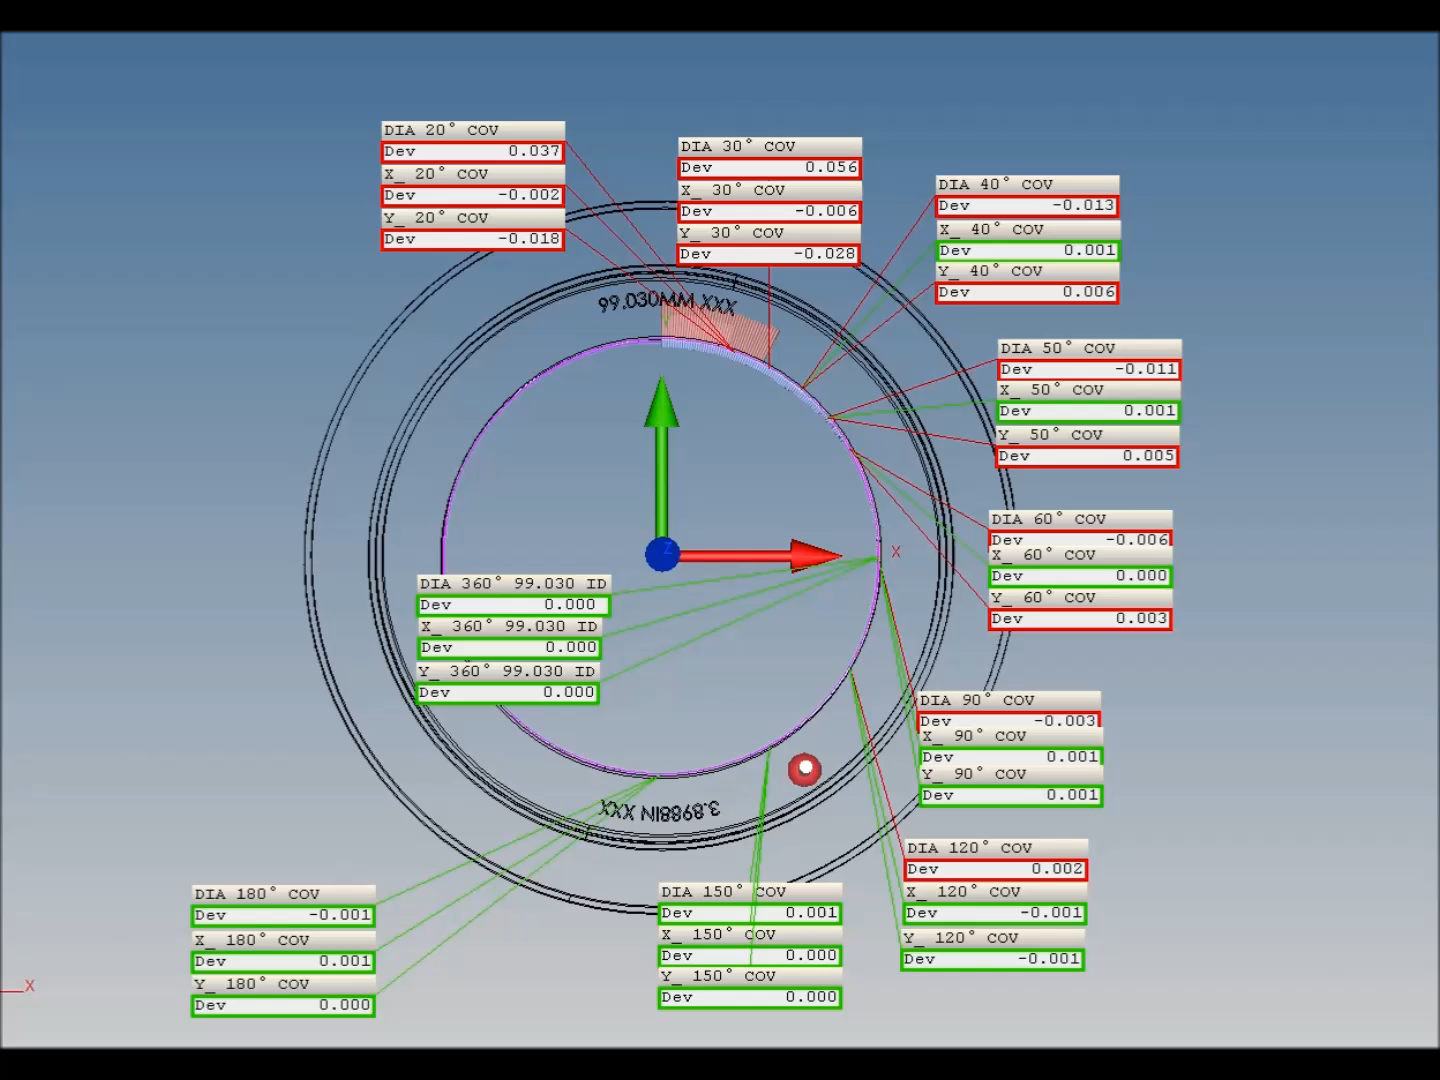 DIA 20° COV
Dev 0.037
X_ 20° COV
Dev -0.002
Y_ 20° COV
Dev -0.018
DIA 30° COV
Dev 0.056
X_ 30° COV
Dev -0.006
Y_ 30° COV
Dev -0.028
DIA 40° COV
Dev -0.013
X_ 40° COV
Dev 0.001
Y_ 40° COV
Dev 0.006
99.030MM XXX
DIA 50° COV
Dev -0.011
X_ 50° COV
Dev 0.001
Y_ 50° COV
Dev 0.005
DIA 60° COV
Dev -0.006
X_ 60° COV
Dev 0.000
Y_ 60° COV
Dev 0.003
Z
X
DIA 360° 99.030 ID
Dev 0.000
X_ 360° 99.030 ID
Dev 0.000
Y_ 360° 99.030 ID
Dev 0.000
DIA 90° COV
Dev -0.003
X_ 90° COV
Dev 0.001
Y_ 90° COV
Dev 0.001
3.8988IN XXX
DIA 120° COV
Dev 0.002
X_ 120° COV
Dev -0.001
Y_ 120° COV
Dev -0.001
DIA 180° COV
Dev -0.001
X_ 180° COV
Dev 0.001
Y_ 180° COV
Dev 0.000
DIA 150° COV
Dev 0.001
X_ 150° COV
Dev 0.000
Y_ 150° COV
Dev 0.000
X